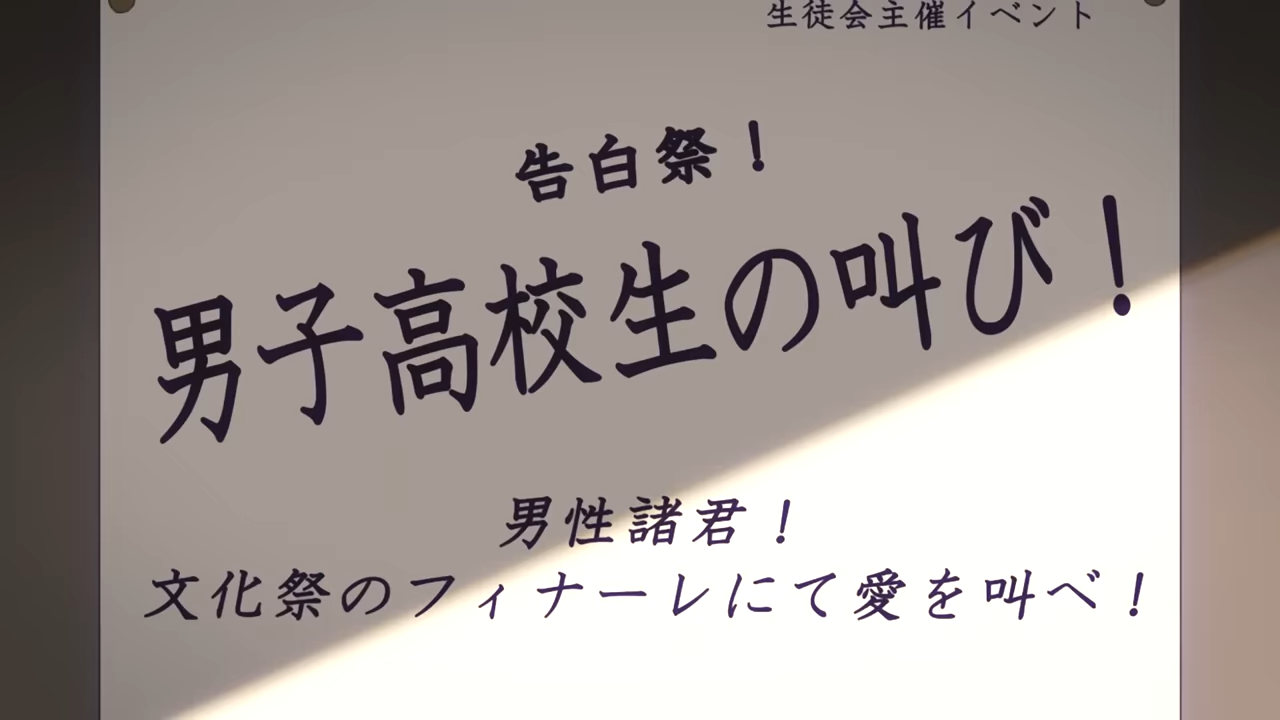 生徒会主催イベント
告白祭！
男子高校生の叫び！
男性諸君！
文化祭のフィナーレにて愛を叫べ！